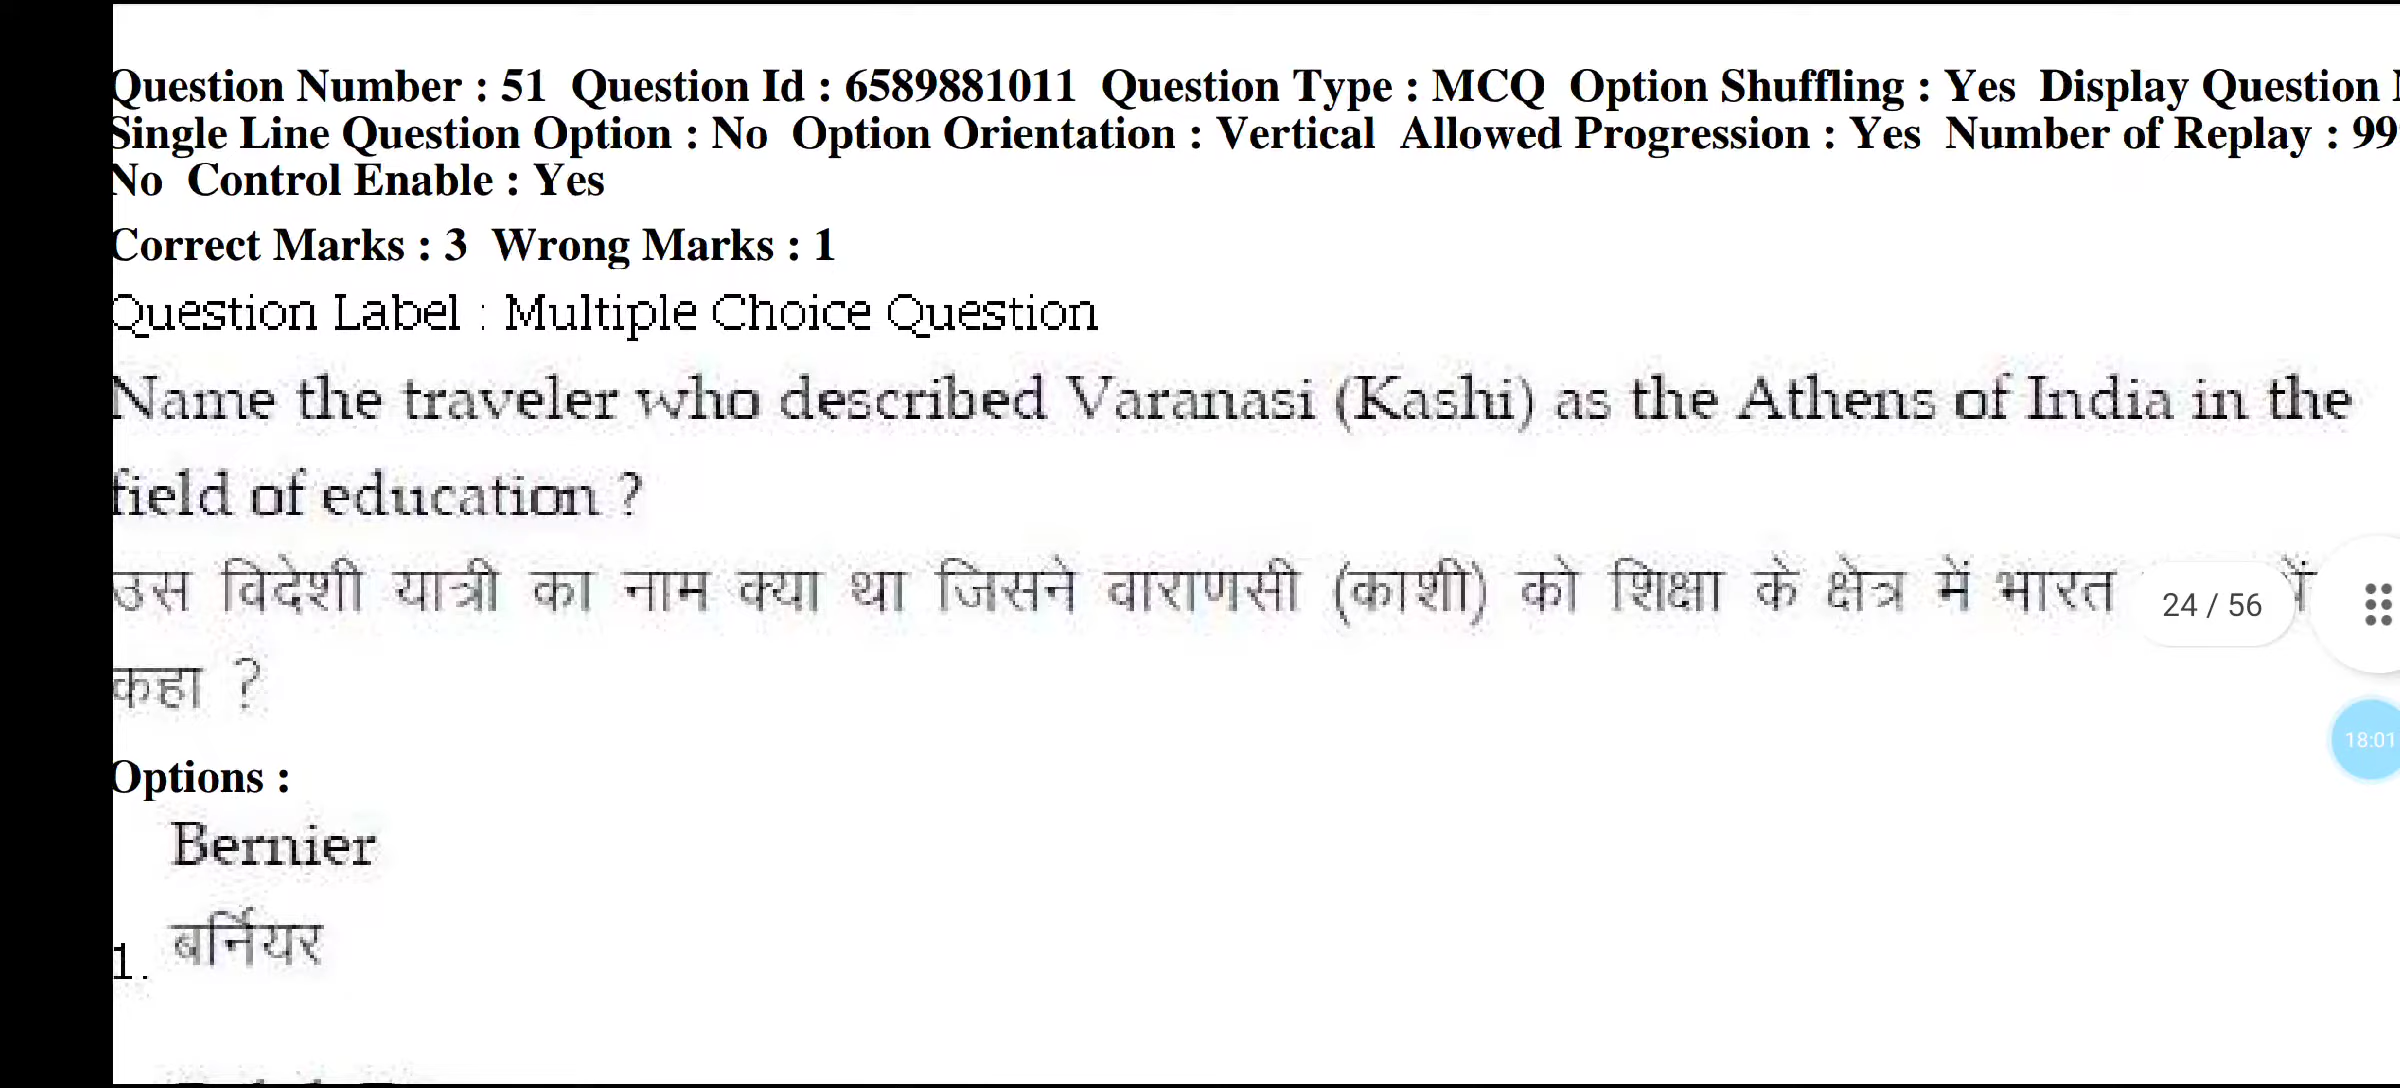 Question Number : 51 Question Id : 6589881011 Question Type : MCQ Option Shuffling : Yes Display Question
Single Line Question Option : No Option Orientation : Vertical Allowed Progression : Yes Number of Replay : 99
No Control Enable : Yes
Correct Marks : 3 Wrong Marks : 1
Question Label : Multiple Choice Question
Name the traveler who described Varanasi (Kashi) as the Athens of India in the
field of education ?
उस विदेशी यात्री का नाम क्या था जिसने वाराणसी (काशी) को शिक्षा के क्षेत्र में भारत
24 / 56
कहा ?
18:01
Options :
Bernier
बर्नियर
1.